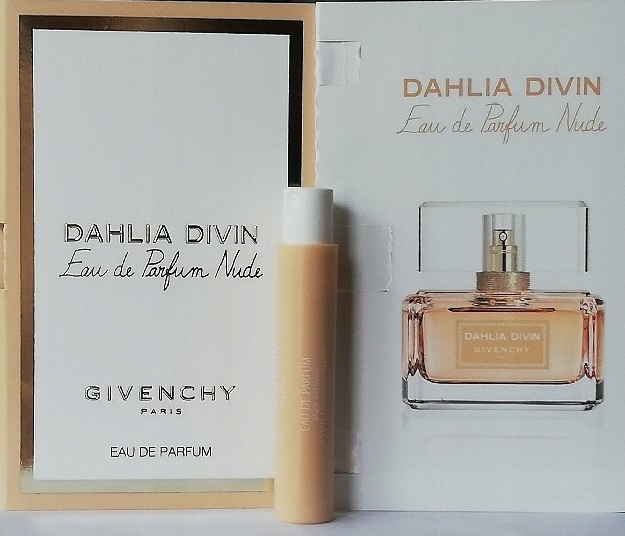 DAHLIA DIVIN
Eau de Parfum Nude
GIVENCHY
PARIS
EAU DE PARFUM
EAU DE PARFUM
DAHLIA DIVIN
Eau de Parfum Nude
DAHLIA DIVIN
GIVENCHY